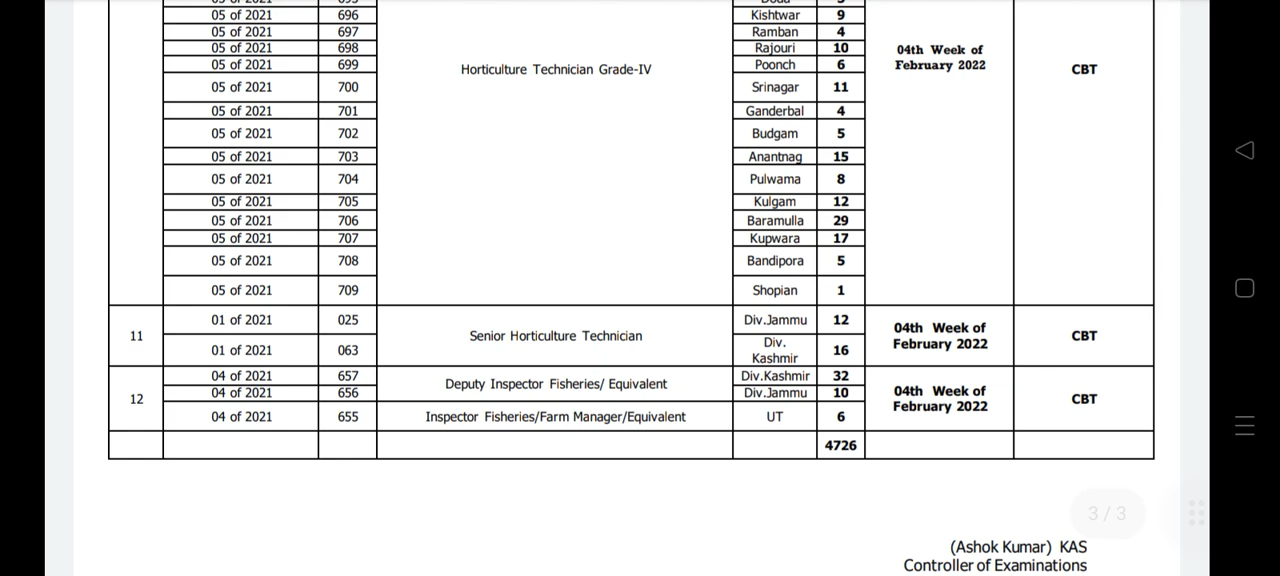 05 of 2021 696 Kishtwar 9
05 of 2021 697 Ramban 4
05 of 2021 698 Rajouri 10
05 of 2021 699 Poonch 6
Horticulture Technician Grade-IV
04th Week of
February 2022
CBT
05 of 2021 700 Srinagar 11
05 of 2021 701 Ganderbal 4
05 of 2021 702 Budgam 5
05 of 2021 703 Anantnag 15
05 of 2021 704 Pulwama 8
05 of 2021 705 Kulgam 12
05 of 2021 706 Baramulla 29
05 of 2021 707 Kupwara 17
05 of 2021 708 Bandipora 5
05 of 2021 709 Shopian 1
11
01 of 2021 025 Div.Jammu 12
Senior Horticulture Technician
01 of 2021 063 Div.
Kashmir 16
04th Week of
February 2022
CBT
12
04 of 2021 657 Div.Kashmir 32
Deputy Inspector Fisheries/ Equivalent
04 of 2021 656 Div.Jammu 10
04th Week of
February 2022
CBT
04 of 2021 655 Inspector Fisheries/Farm Manager/Equivalent UT 6
4726
3 / 3
(Ashok Kumar) KAS
Controller of Examinations